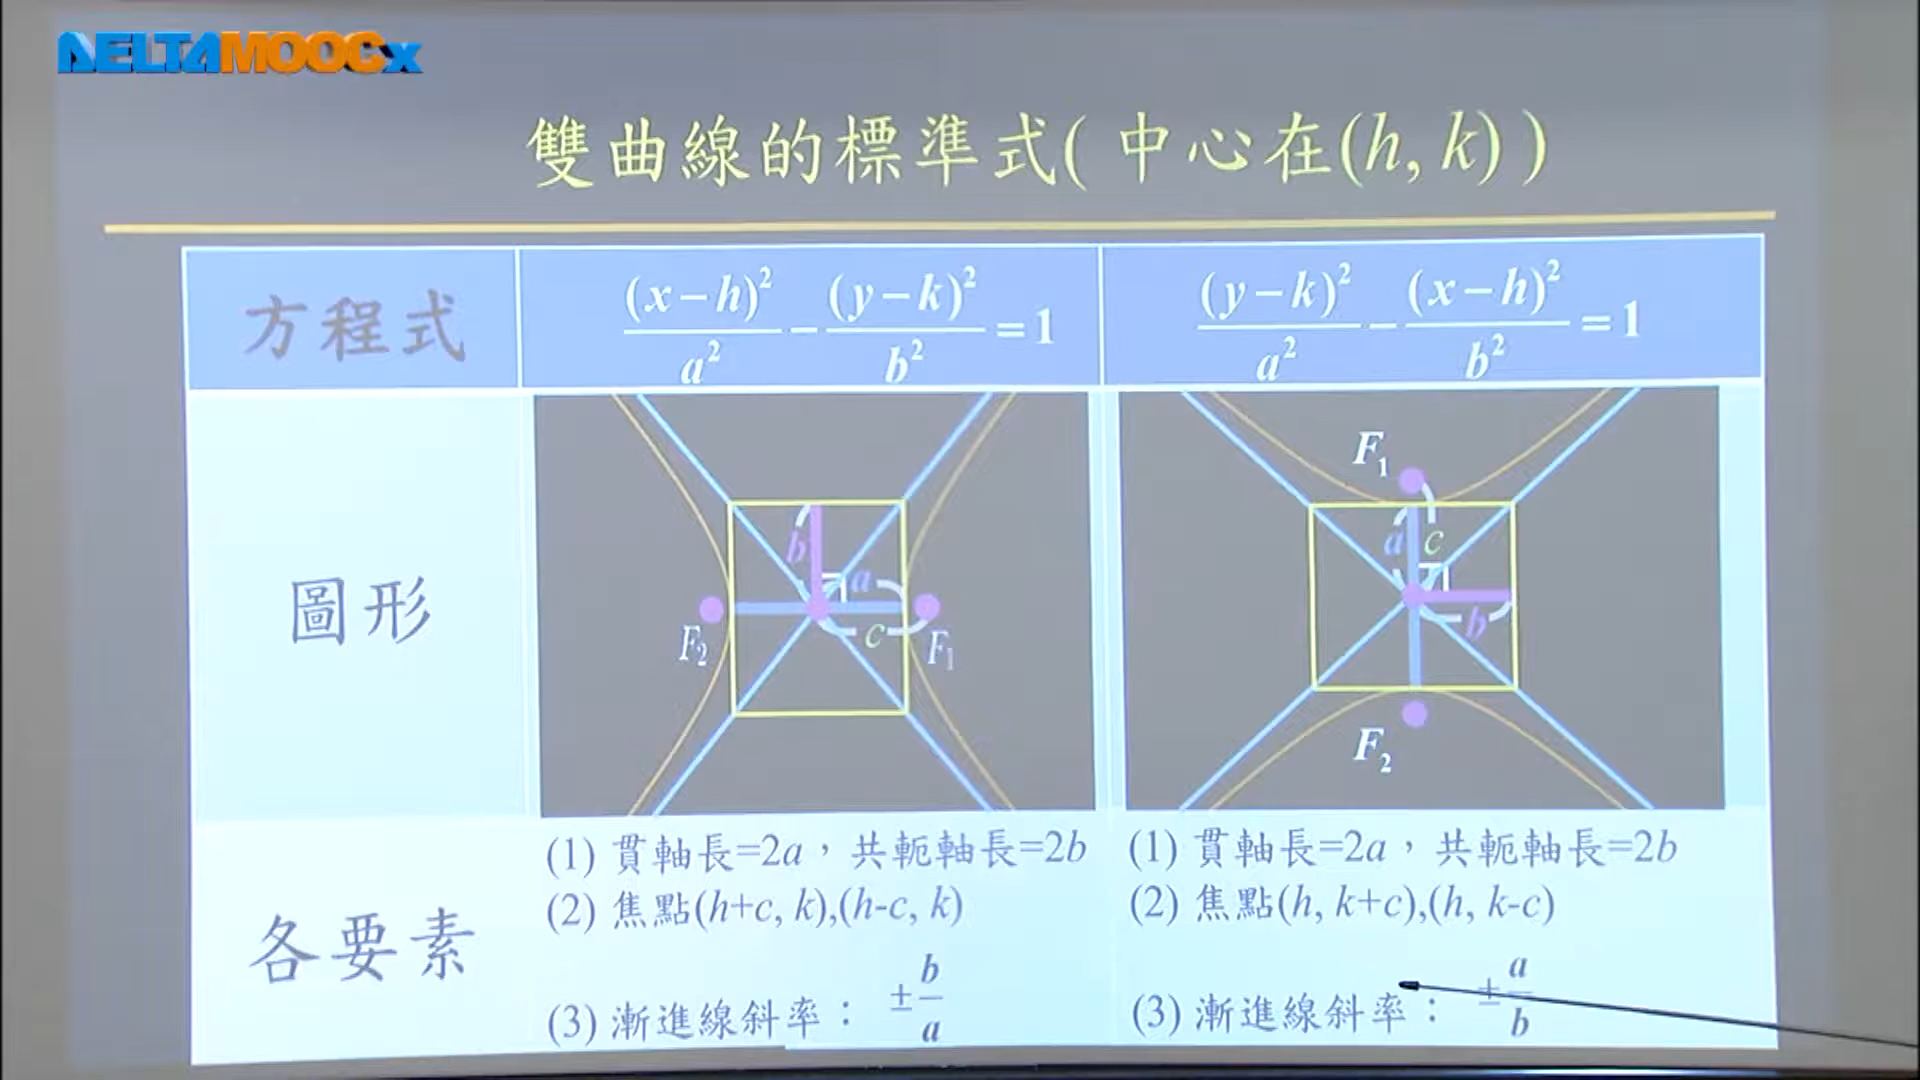 DELTAMOOCx
雙曲線的標準式(中心在(h, k))
方程式
(x-h)²/a² - (y-k)²/b² = 1
(y-k)²/a² - (x-h)²/b² = 1
圖形
b
a
c
F₂
F₁
F₁
a
c
b
F₂
各要素
(1) 貫軸長=2a，共軛軸長=2b
(2) 焦點(h+c, k),(h-c, k)
(3) 漸進線斜率： ±b/a
(1) 貫軸長=2a，共軛軸長=2b
(2) 焦點(h, k+c),(h, k-c)
(3) 漸進線斜率： ±a/b